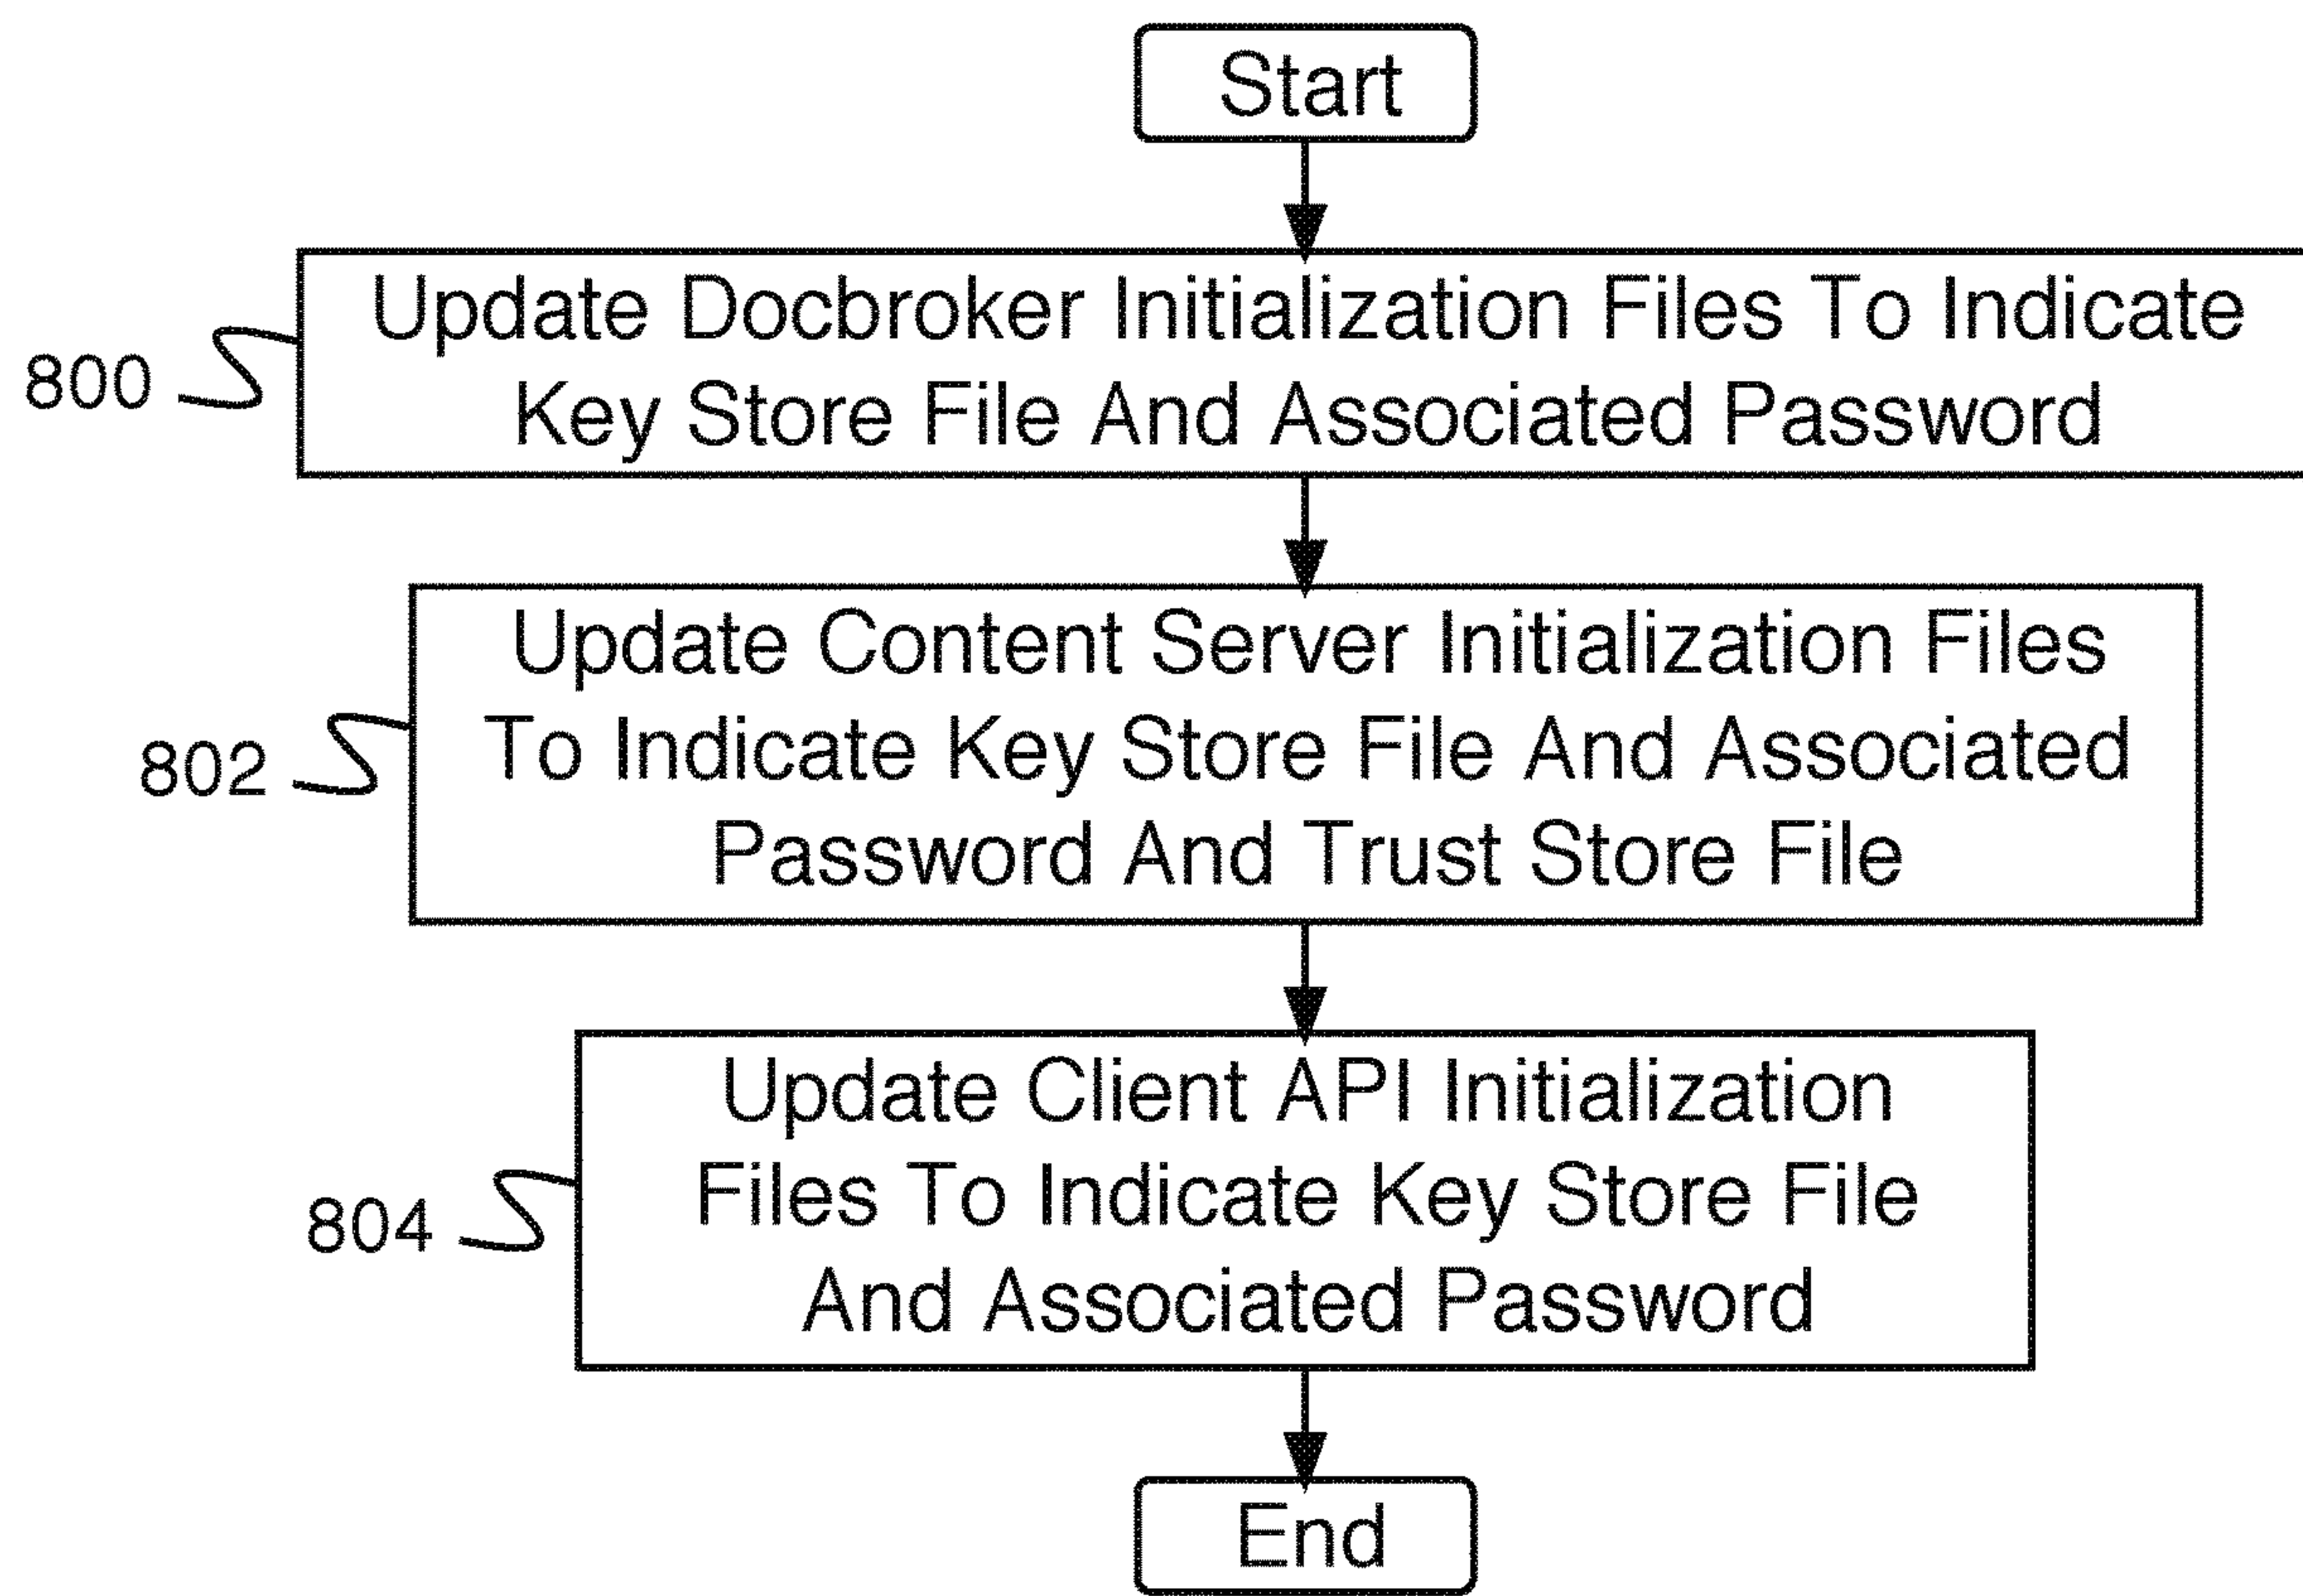 Start
Update Docbroker Initialization Files To Indicate
Key Store File And Associated Password
800
Update Content Server Initialization Files
To Indicate Key Store File And Associated
Password And Trust Store File
802
Update Client API Initialization
Files To Indicate Key Store File
And Associated Password
804
End